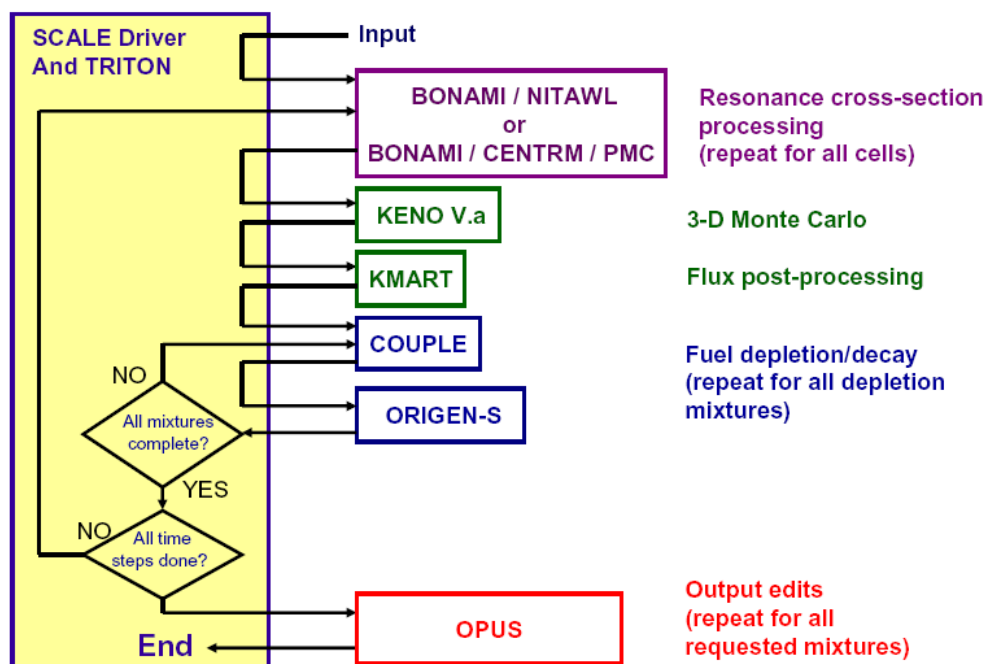 SCALE Driver
And TRITON
Input
BONAMI / NITAWL
or
BONAMI / CENTRM / PMC
Resonance cross-section
processing
(repeat for all cells)
KENO V.a
3-D Monte Carlo
KMART
Flux post-processing
COUPLE
Fuel depletion/decay
(repeat for all depletion
mixtures)
NO
All mixtures
complete?
ORIGEN-S
YES
NO
All time
steps done?
Output edits
(repeat for all
requested mixtures)
OPUS
End